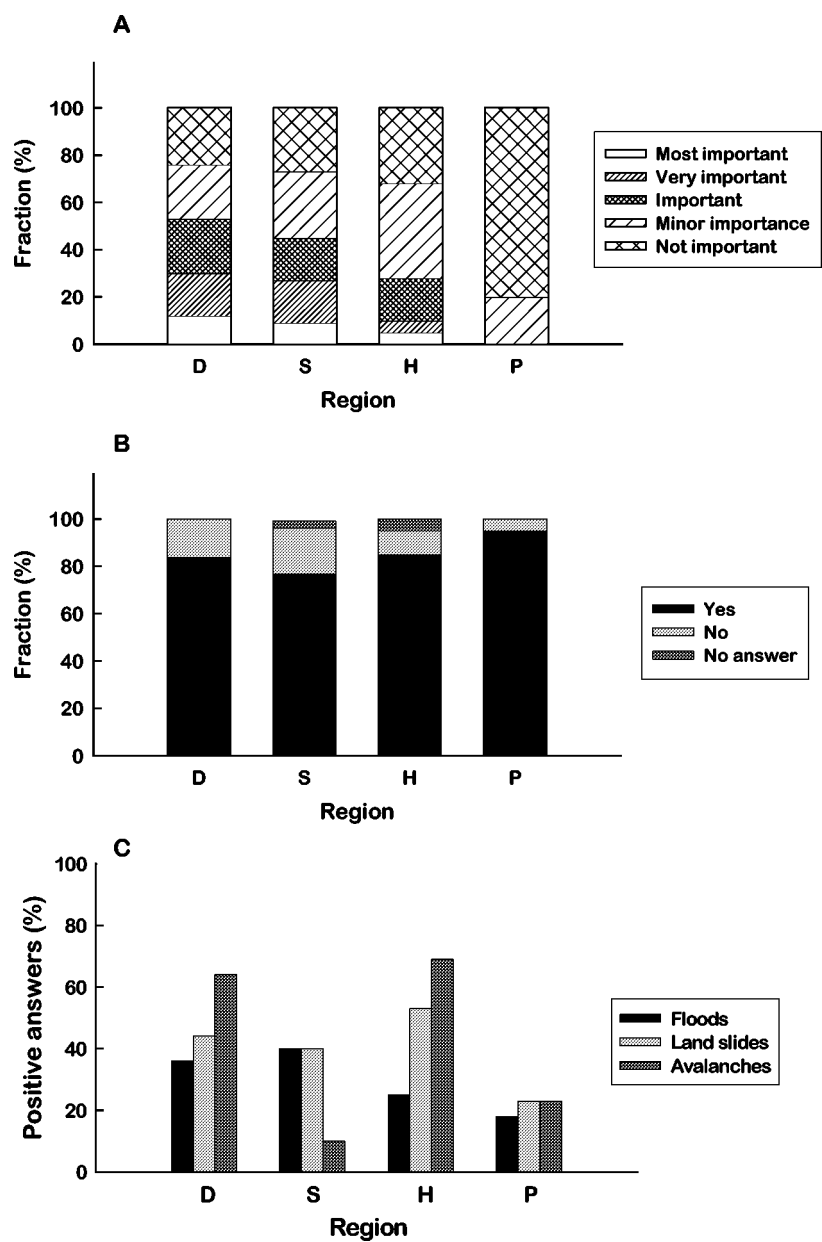 A
Fraction (%)
100
80
60
40
20
0
D S H P
Region
Most important
Very important
Important
Minor importance
Not important
B
Fraction (%)
100
80
60
40
20
0
D S H P
Region
Yes
No
No answer
C
Positive answers (%)
100
80
60
40
20
0
D S H P
Region
Floods
Land slides
Avalanches